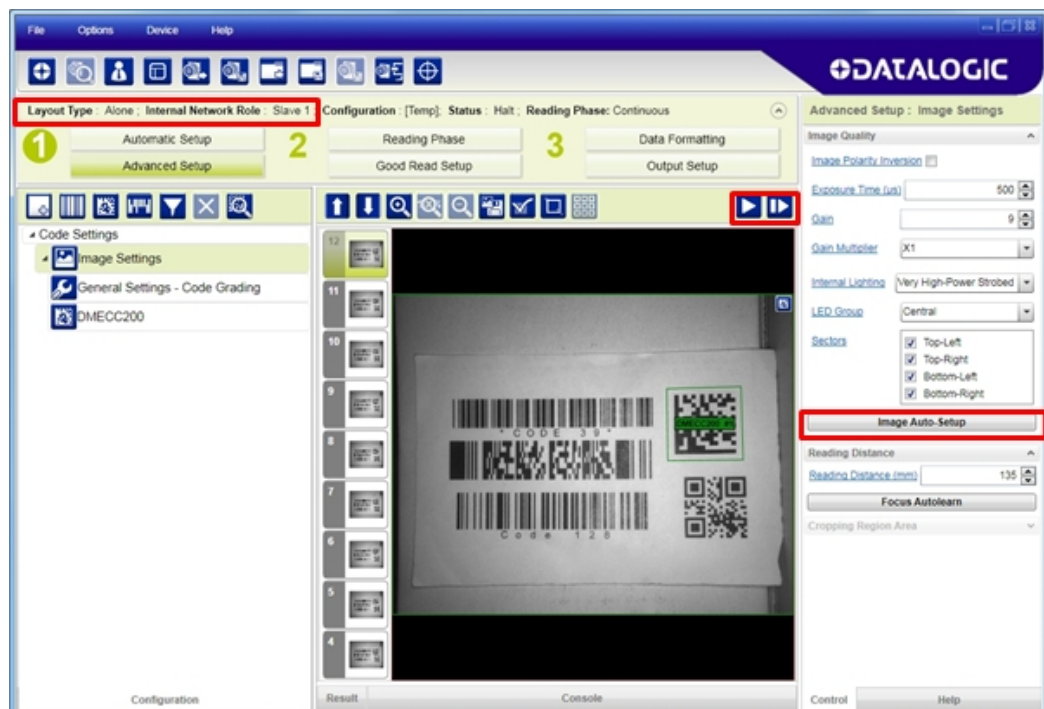 File Options Device Help
DATALOGIC
Layout Type : Alone ; Internal Network Role : Slave 1 ; Configuration : [Temp]; Status : Halt ; Reading Phase: Continuous
1 Automatic Setup 2 Reading Phase 3 Data Formatting
Advanced Setup Good Read Setup Output Setup
Code Settings
Image Settings
General Settings - Code Grading
DMECC200
12
11
10
9
8
7
6
5
4
DMECC200 #1
"CODE 39"
Code 128
Advanced Setup : Image Settings
Image Quality
Image Polarity Inversion
Exposure Time (us) 500
Gain 9
Gain Multiplier X1
Internal Lighting Very High-Power Strobed
LED Group Central
Sectors Top-Left
Top-Right
Bottom-Left
Bottom-Right
Image Auto-Setup
Reading Distance
Reading Distance (mm) 135
Focus Autolearn
Cropping Region Area
Configuration Result Console Control Help